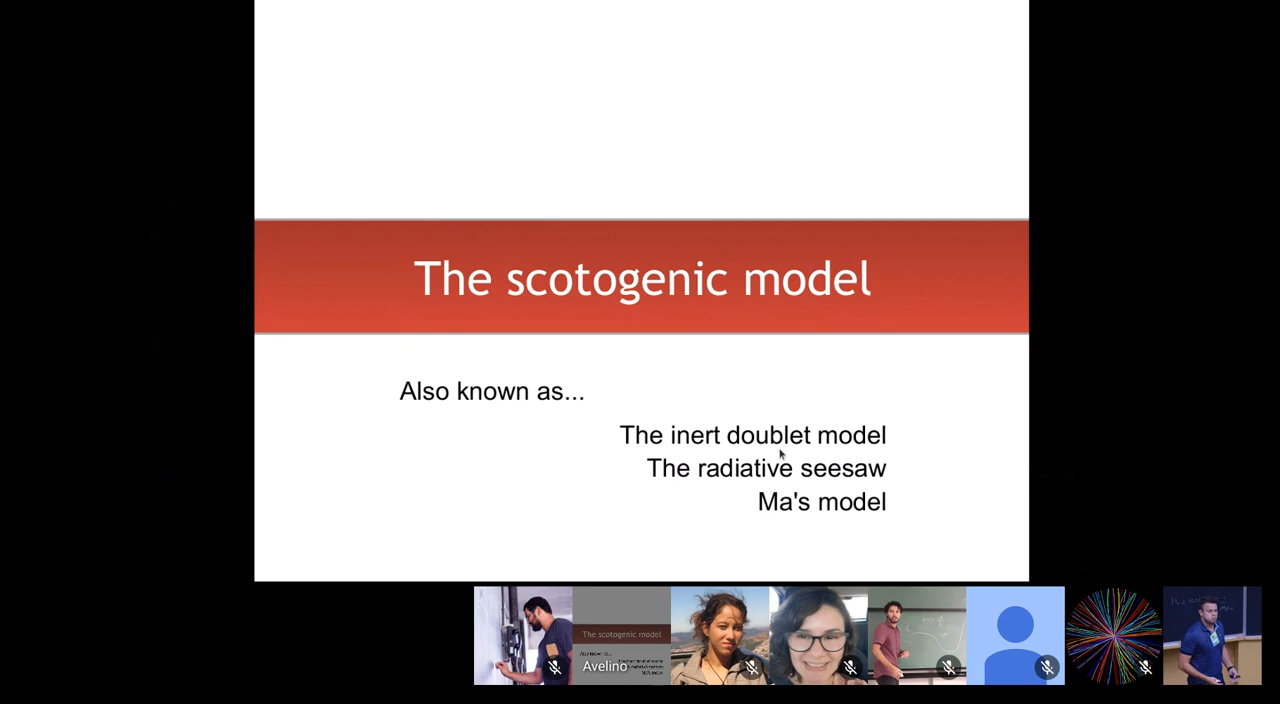 The scotogenic model
Also known as...
The inert doublet model
The radiative seesaw
Ma's model
The scotogenic model
Avelino